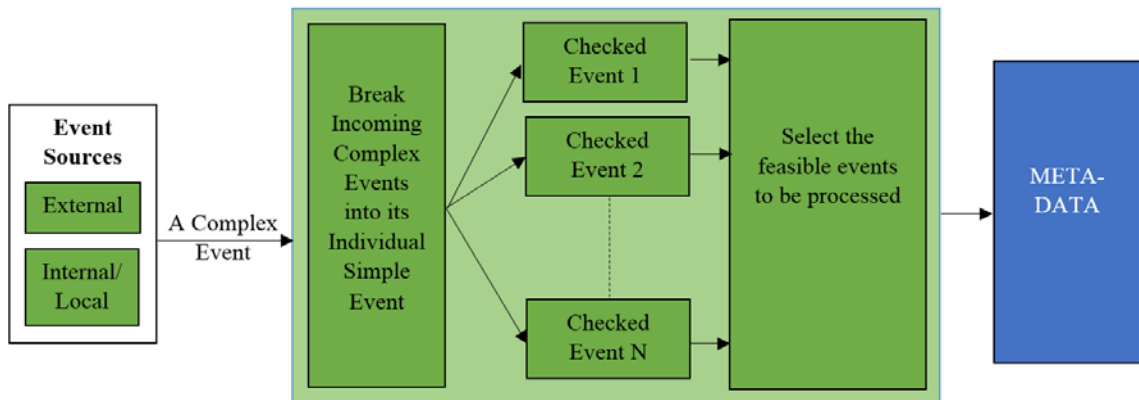 Event
Sources
External
Internal/
Local
A Complex
Event
Break
Incoming
Complex
Events
into its
Individual
Simple
Event
Checked
Event 1
Checked
Event 2
Checked
Event N
Select the
feasible events
to be processed
META-
DATA